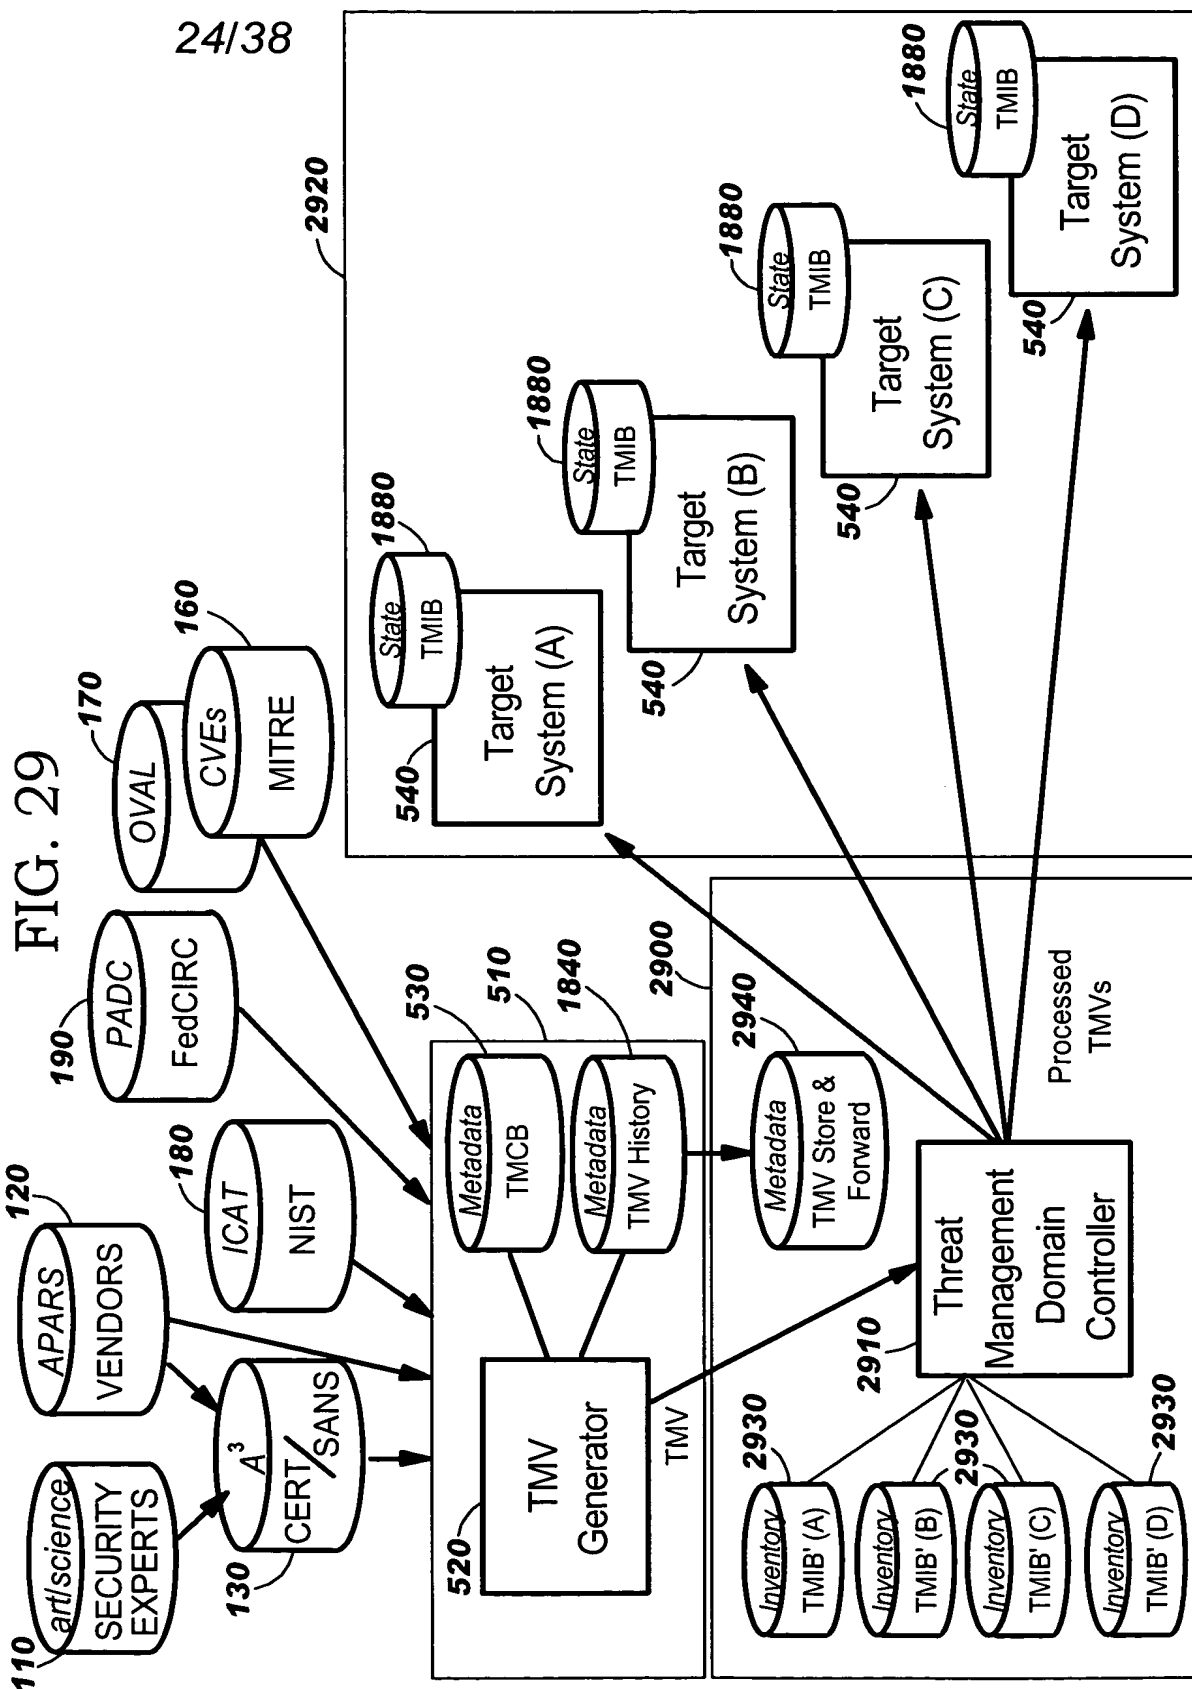 24/38
FIG. 29
110
art/science
SECURITY
EXPERTS
120
APARS
VENDORS
130
A³
CERT/SANS
180
ICAT
NIST
190
PADC
FedCIRC
170
OVAL
160
CVEs
MITRE
520
TMV
Generator
530
Metadata
TMCB
510
1840
Metadata
TMV History
TMV
2900
2940
Metadata
TMV Store &
Forward
2910
Threat
Management
Domain
Controller
Processed
TMVs
2930
Inventory
TMIB' (A)
Inventory
TMIB' (B)
2930
Inventory
TMIB' (C)
2930
Inventory
TMIB' (D)
2920
1880
State
TMIB
540
Target
System (A)
1880
State
TMIB
540
Target
System (B)
1880
State
TMIB
540
Target
System (C)
1880
State
TMIB
540
Target
System (D)